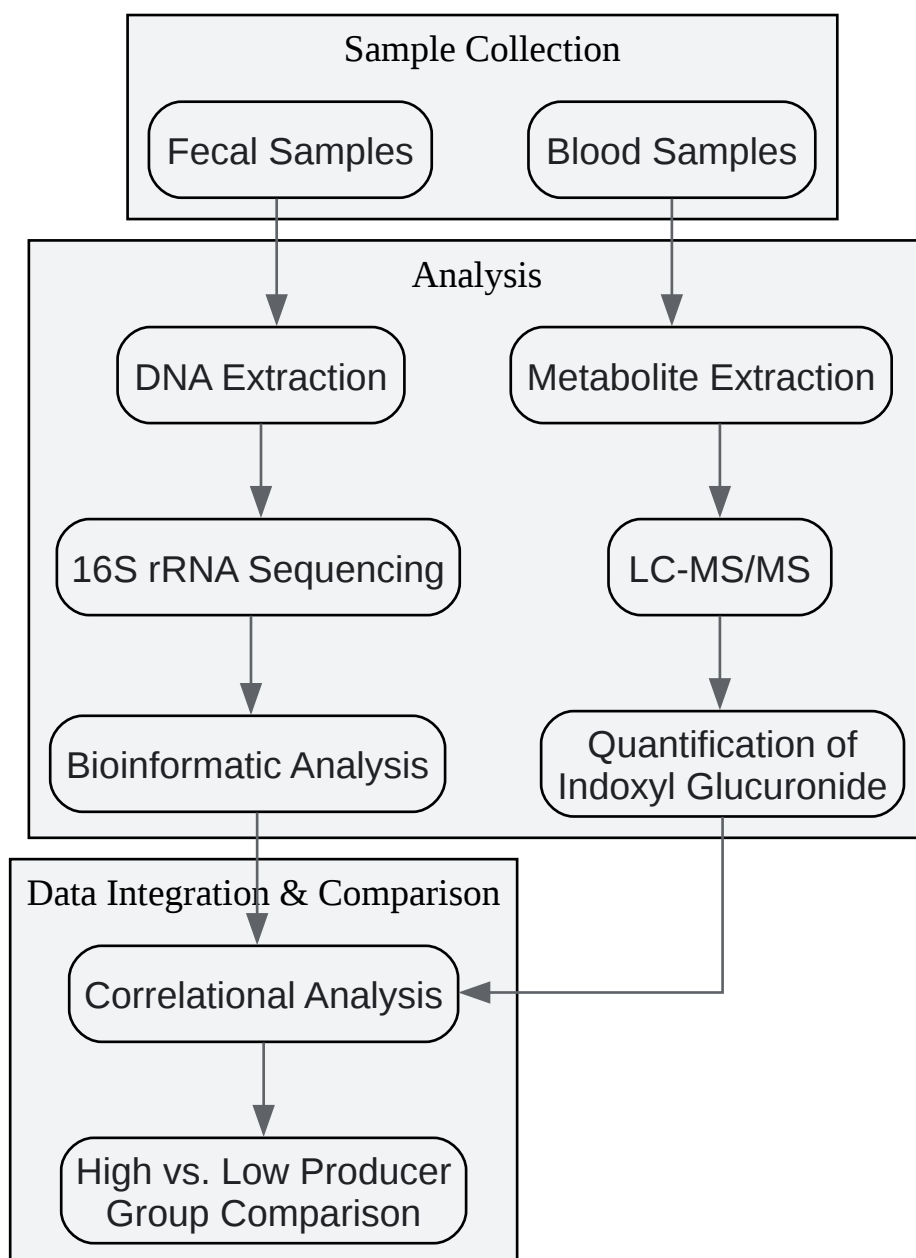 Sample Collection
Fecal Samples
Blood Samples
Analysis
DNA Extraction
Metabolite Extraction
16S rRNA Sequencing
LC-MS/MS
Bioinformatic Analysis
Quantification of
Indoxyl Glucuronide
Data Integration & Comparison
Correlational Analysis
High vs. Low Producer
Group Comparison